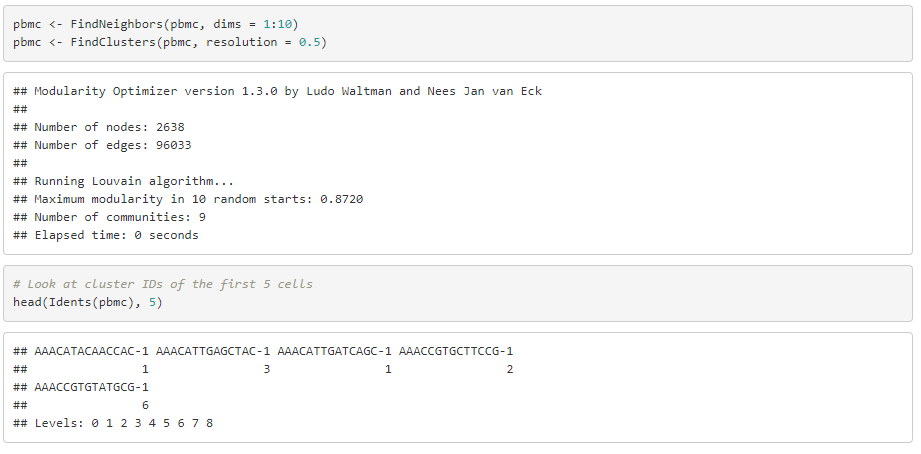 pbmc <- FindNeighbors(pbmc, dims = 1:10)
pbmc <- FindClusters(pbmc, resolution = 0.5)
## Modularity Optimizer version 1.3.0 by Ludo Waltman and Nees Jan van Eck
##
## Number of nodes: 2638
## Number of edges: 96033
##
## Running Louvain algorithm...
## Maximum modularity in 10 random starts: 0.8720
## Number of communities: 9
## Elapsed time: 0 seconds
# Look at cluster IDs of the first 5 cells
head(Idents(pbmc), 5)
## AAACATACAACCAC-1 AAACATTGAGCTAC-1 AAACATTGATCAGC-1 AAACCGTGCTTCCG-1
##                1                3                1                2
## AAACCGTGTATGCG-1
##                6
## Levels: 0 1 2 3 4 5 6 7 8